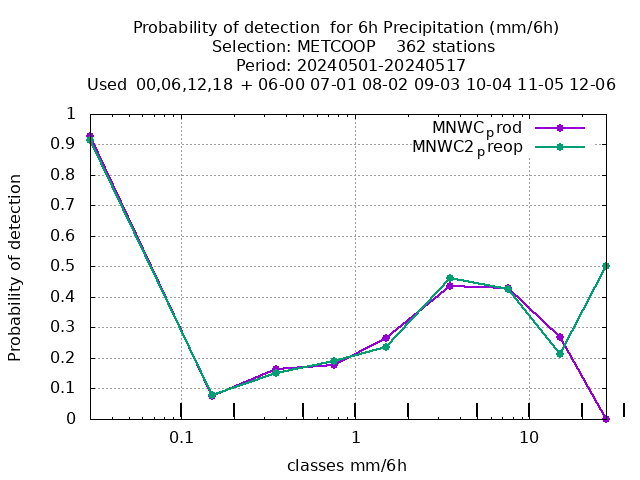 Probability of detection  for 6h Precipitation (mm/6h)
Selection: METCOOP    362 stations
Period: 20240501-20240517
Used  00,06,12,18 + 06-00 07-01 08-02 09-03 10-04 11-05 12-06
MNWCprod
MNWC2preop
1
0.9
0.8
0.7
0.6
0.5
0.4
0.3
0.2
0.1
0
Probability of detection
0.1 1 10
classes mm/6h